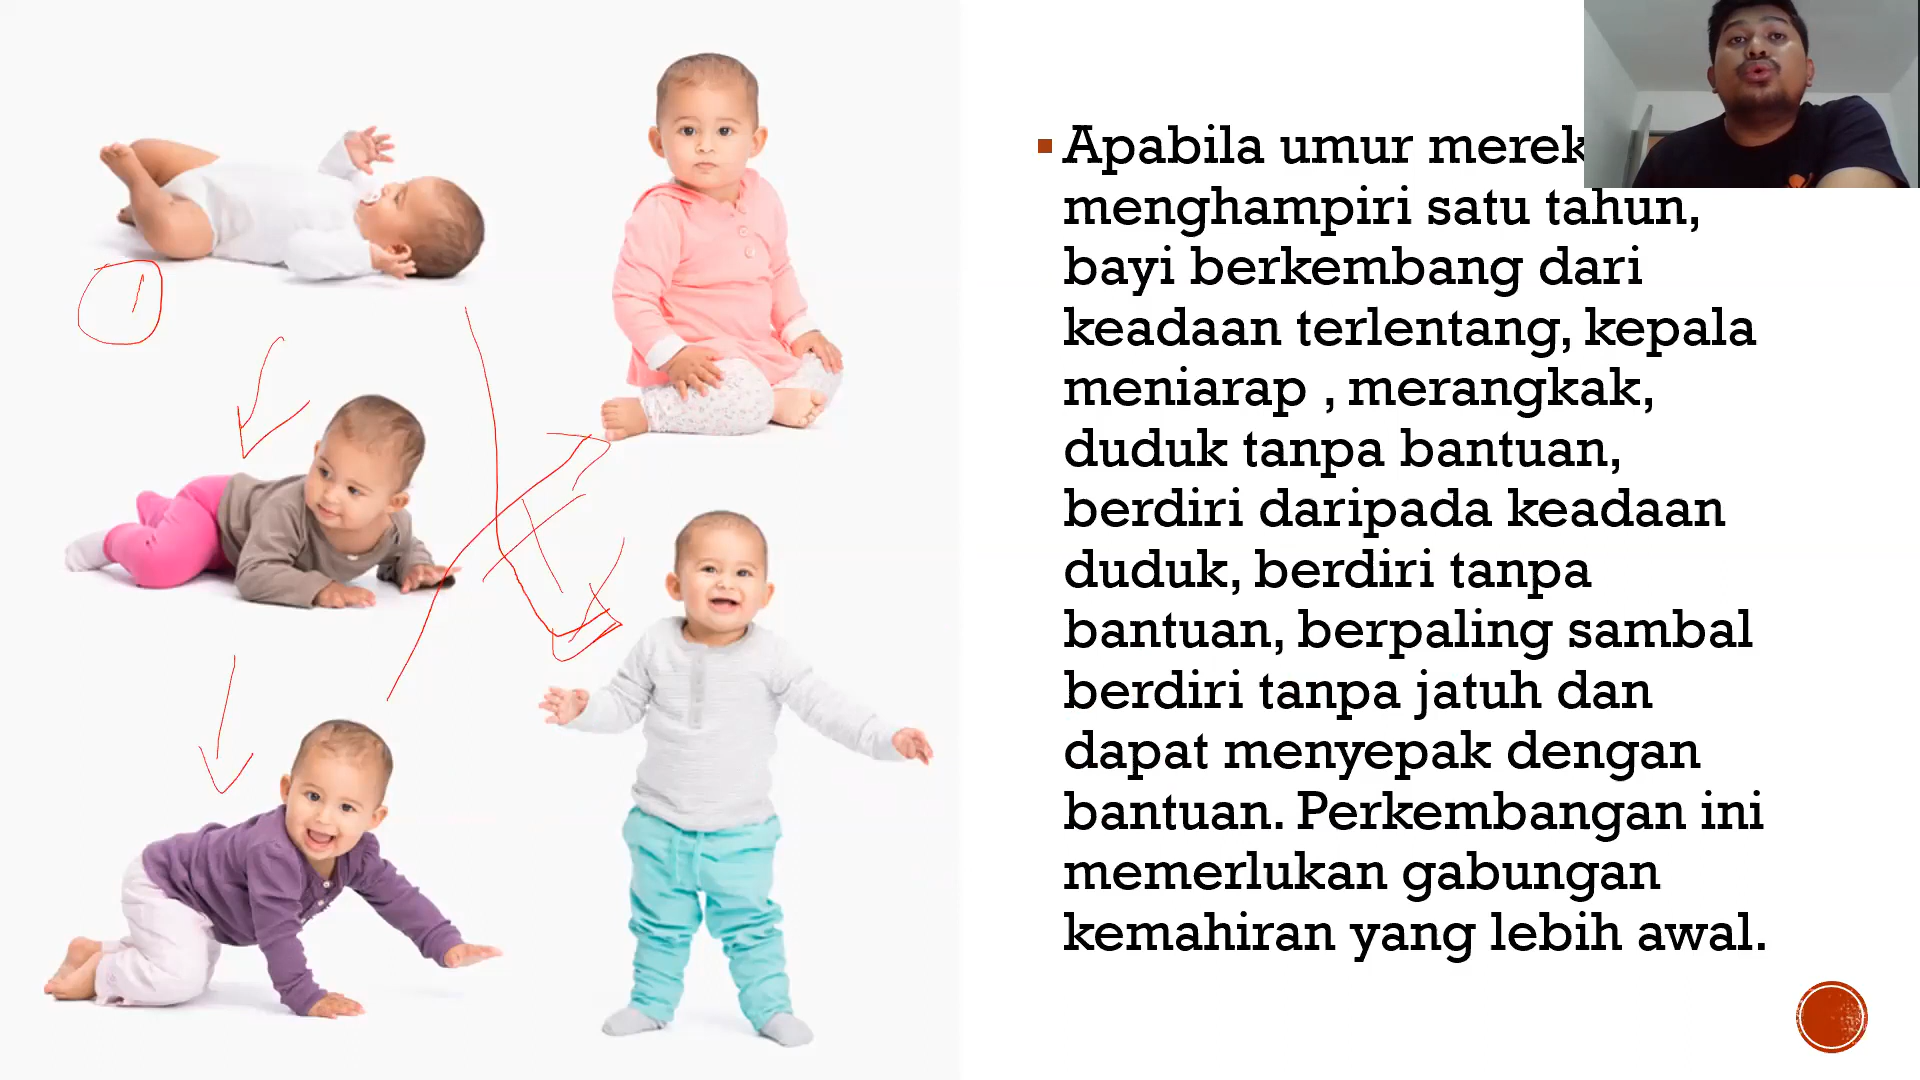 1
Apabila umur merek
menghampiri satu tahun,
bayi berkembang dari
keadaan terlentang, kepala
meniarap , merangkak,
duduk tanpa bantuan,
berdiri daripada keadaan
duduk, berdiri tanpa
bantuan, berpaling sambal
berdiri tanpa jatuh dan
dapat menyepak dengan
bantuan. Perkembangan ini
memerlukan gabungan
kemahiran yang lebih awal.